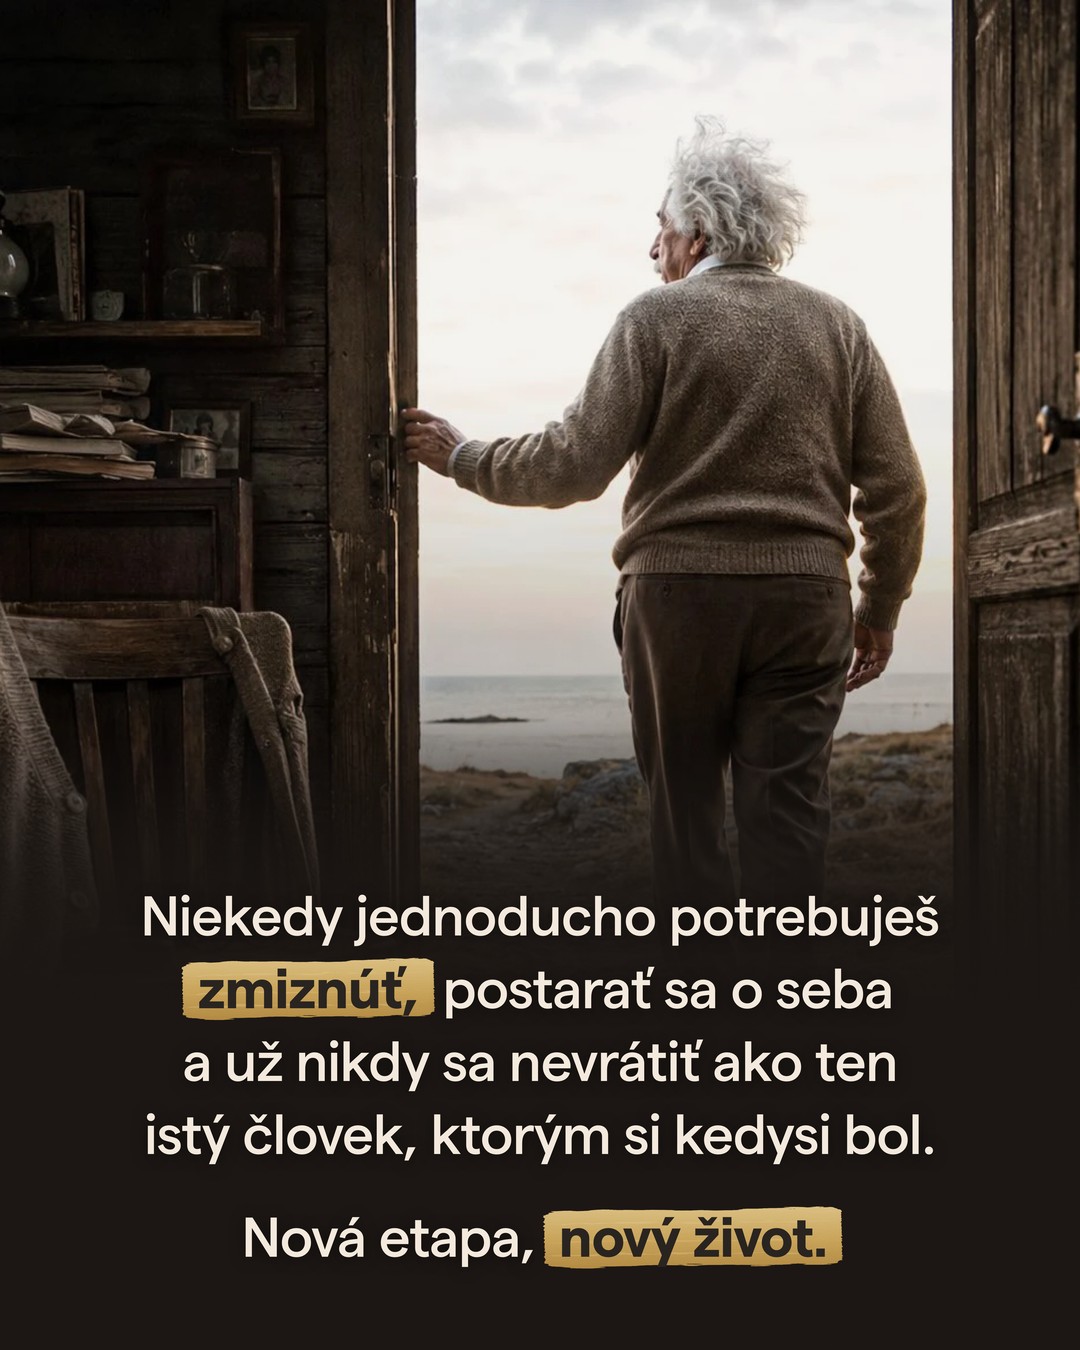 Niekedy jednoducho potrebuješ
zmiznúť, postarať sa o seba
a už nikdy sa nevrátiť ako ten
istý človek, ktorým si kedysi bol.
Nová etapa, nový život.